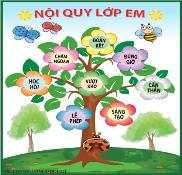 NỘI QUY LỚP EM
ĐOÀN
KẾT
CHĂM
NGOAN
ĐÚNG
GIỜ
HỌC
HỎI
VƯỢT
KHÓ
CẨN
THẬN
LỄ
PHÉP
SÁNG
TẠO